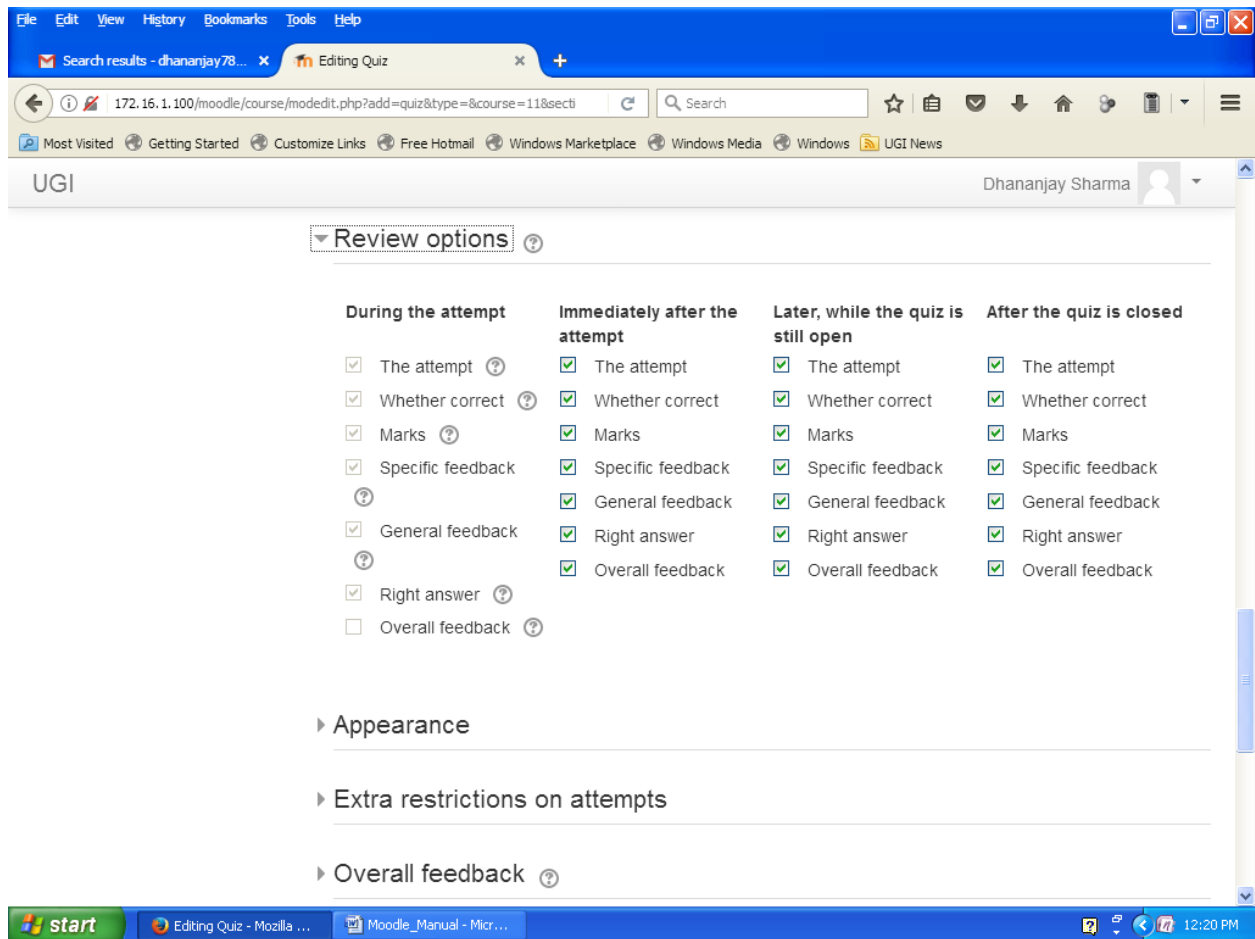 File Edit View History Bookmarks Tools Help
Search results - dhananjay78... Editing Quiz
172.16.1.100/moodle/course/modedit.php?add=quiz&type=&course=11&secti Search
Most Visited Getting Started Customize Links Free Hotmail Windows Marketplace Windows Media Windows UGI News
UGI Dhananjay Sharma
Review options
During the attempt
The attempt
Whether correct
Marks
Specific feedback
General feedback
Right answer
Overall feedback
Immediately after the
attempt
The attempt
Whether correct
Marks
Specific feedback
General feedback
Right answer
Overall feedback
Later, while the quiz is
still open
The attempt
Whether correct
Marks
Specific feedback
General feedback
Right answer
Overall feedback
After the quiz is closed
The attempt
Whether correct
Marks
Specific feedback
General feedback
Right answer
Overall feedback
Appearance
Extra restrictions on attempts
Overall feedback
start Editing Quiz - Mozilla ... Moodle_Manual - Micr... 12:20 PM